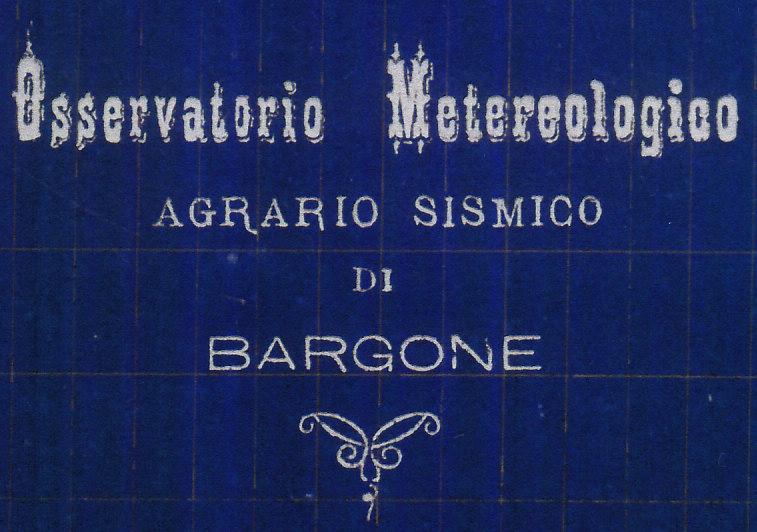 Osservatorio Metereologico
AGRARIO SISMICO
DI
BARGONE